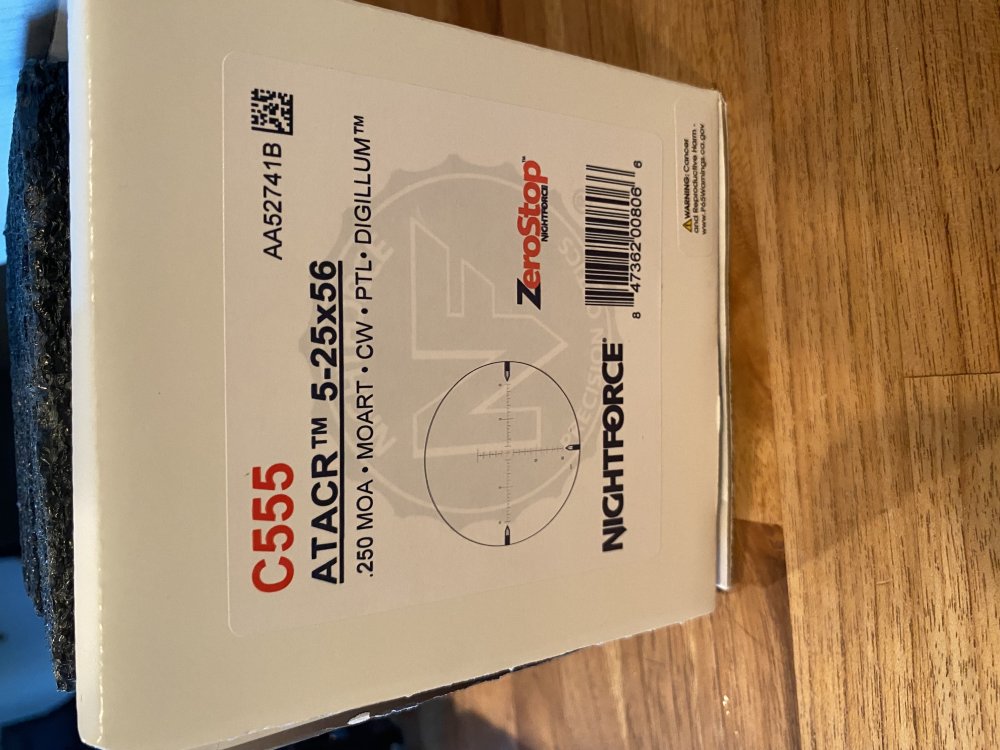 C555
AA52741B
ATACR™ 5-25x56
.250 MOA • MOART • CW • PTL • DIGILLUM™
NF
ZeroStop™
NIGHTFORCE
NIGHTFORCE®
8 47362 00806 6
⚠WARNING: Cancer
and Reproductive Harm -
www.P65Warnings.ca.gov